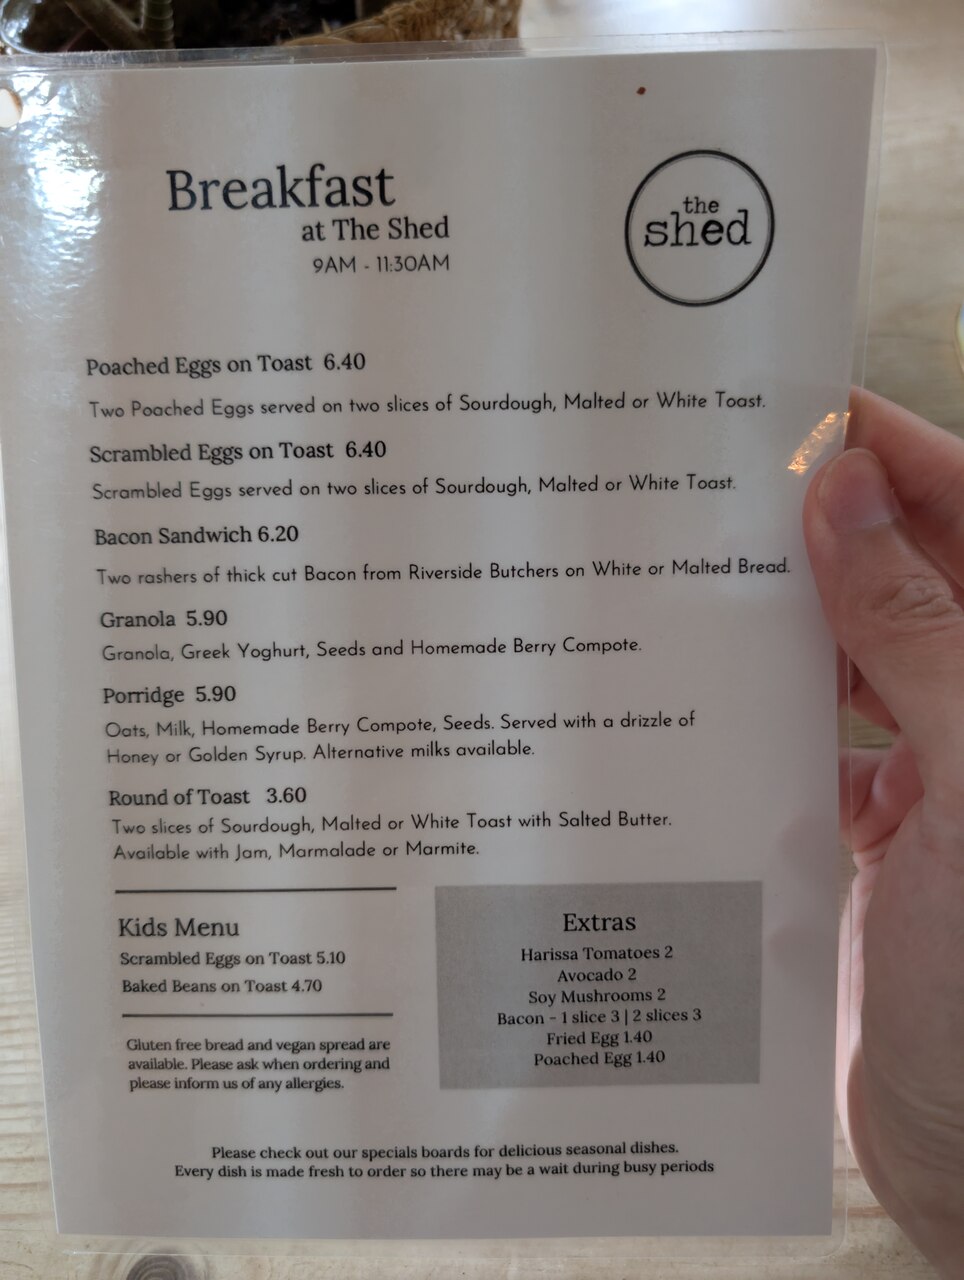 Breakfast
at The Shed
9AM - 11:30AM
the
shed
Poached Eggs on Toast 6.40
Two Poached Eggs served on two slices of Sourdough, Malted or White Toast.
Scrambled Eggs on Toast 6.40
Scrambled Eggs served on two slices of Sourdough, Malted or White Toast.
Bacon Sandwich 6.20
Two rashers of thick cut Bacon from Riverside Butchers on White or Malted Bread.
Granola 5.90
Granola, Greek Yoghurt, Seeds and Homemade Berry Compote.
Porridge 5.90
Oats, Milk, Homemade Berry Compote, Seeds. Served with a drizzle of
Honey or Golden Syrup. Alternative milks available.
Round of Toast 3.60
Two slices of Sourdough, Malted or White Toast with Salted Butter.
Available with Jam, Marmalade or Marmite.
Kids Menu
Scrambled Eggs on Toast 5.10
Baked Beans on Toast 4.70
Gluten free bread and vegan spread are
available. Please ask when ordering and
please inform us of any allergies.
Extras
Harissa Tomatoes 2
Avocado 2
Soy Mushrooms 2
Bacon - 1 slice 3 | 2 slices 3
Fried Egg 1.40
Poached Egg 1.40
Please check out our specials boards for delicious seasonal dishes.
Every dish is made fresh to order so there may be a wait during busy periods